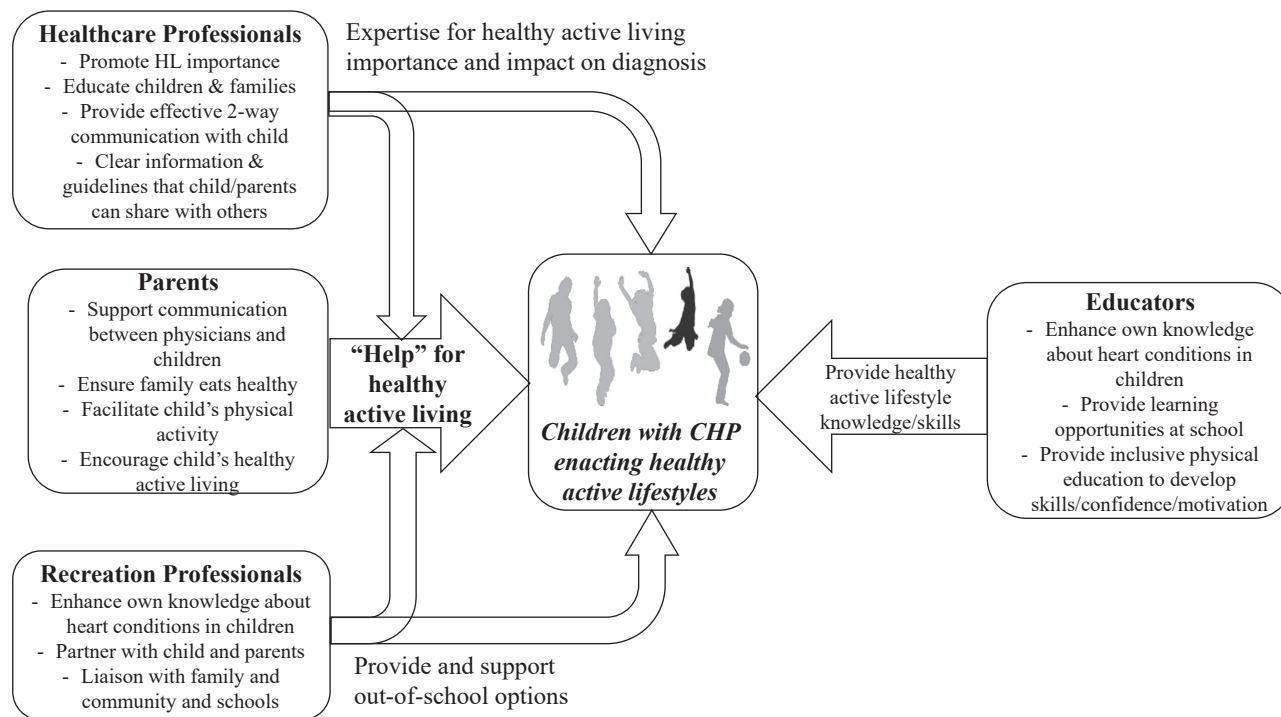 Healthcare Professionals
- Promote HL importance
- Educate children & families
- Provide effective 2-way
communication with child
- Clear information &
guidelines that child/parents
can share with others
Expertise for healthy active living
importance and impact on diagnosis
Parents
- Support communication
between physicians and
children
- Ensure family eats healthy
- Facilitate child’s physical
activity
- Encourage child’s healthy
active living
“Help” for
healthy
active living
Children with CHP
enacting healthy
active lifestyles
Provide healthy
active lifestyle
knowledge/skills
Educators
- Enhance own knowledge
about heart conditions in
children
- Provide learning
opportunities at school
- Provide inclusive physical
education to develop
skills/confidence/motivation
Recreation Professionals
- Enhance own knowledge about
heart conditions in children
- Partner with child and parents
- Liaison with family and
community and schools
Provide and support
out-of-school options